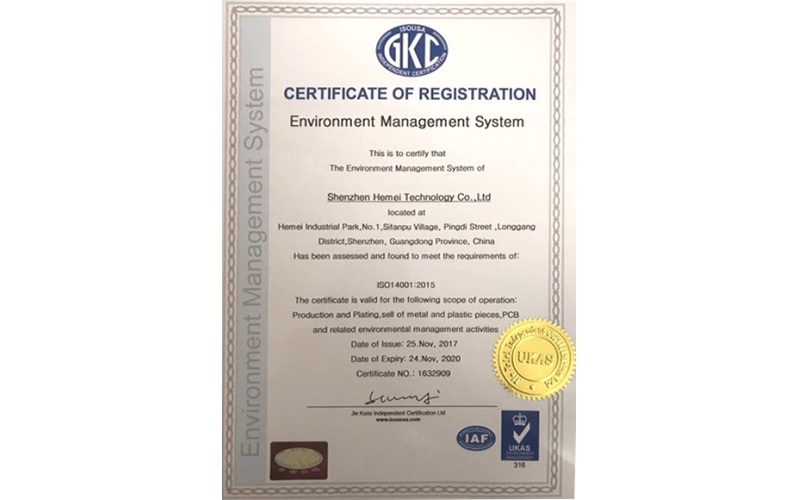 ISOUSA
GKC
INDEPENDENT CERTIFICATION
CERTIFICATE OF REGISTRATION
Environment Management System
Environment Management System
This is to certify that
The Environment Management System of
Shenzhen Hemei Technology Co.,Ltd
located at
Hemei Industrial Park,No.1,Sifanpu Village, Pingdi Street ,Longgang
District,Shenzhen, Guangdong Province, China
Has been assessed and found to meet the requirements of:
ISO14001:2015
The certificate is valid for the following scope of operation:
Production and Plating,sell of metal and plastic pieces,PCB
and related environmental management activities
Date of Issue: 25.Nov, 2017
Date of Expiry: 24.Nov, 2020
Certificate NO.: 1632909
UKAS
Jie Kaixi Independent Certification Ltd
www.isousa.com
IAF
UKAS
ENVIRONMENTAL
MANAGEMENT
316